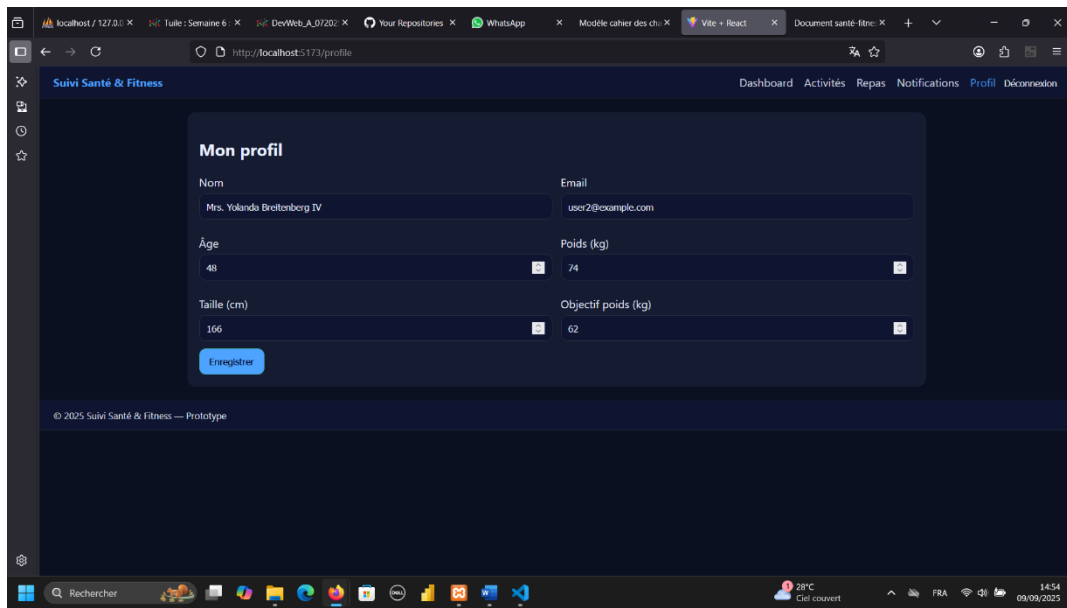 localhost / 127.0.0
Tuile : Semaine 6 :
DevWeb_A_07202
Your Repositories
WhatsApp
Modèle cahier des cha
Vite + React
Document santé-fitne
http://localhost:5173/profile
Suivi Santé & Fitness
Dashboard Activités Repas Notifications Profil Déconnexion
Mon profil
Nom Email
Mrs. Yolanda Breitenberg IV user2@example.com
Âge Poids (kg)
48 74
Taille (cm) Objectif poids (kg)
166 62
Enregistrer
© 2025 Suivi Santé & Fitness — Prototype
Rechercher
DELL
1
28°C
Ciel couvert
FRA
14:54
09/09/2025